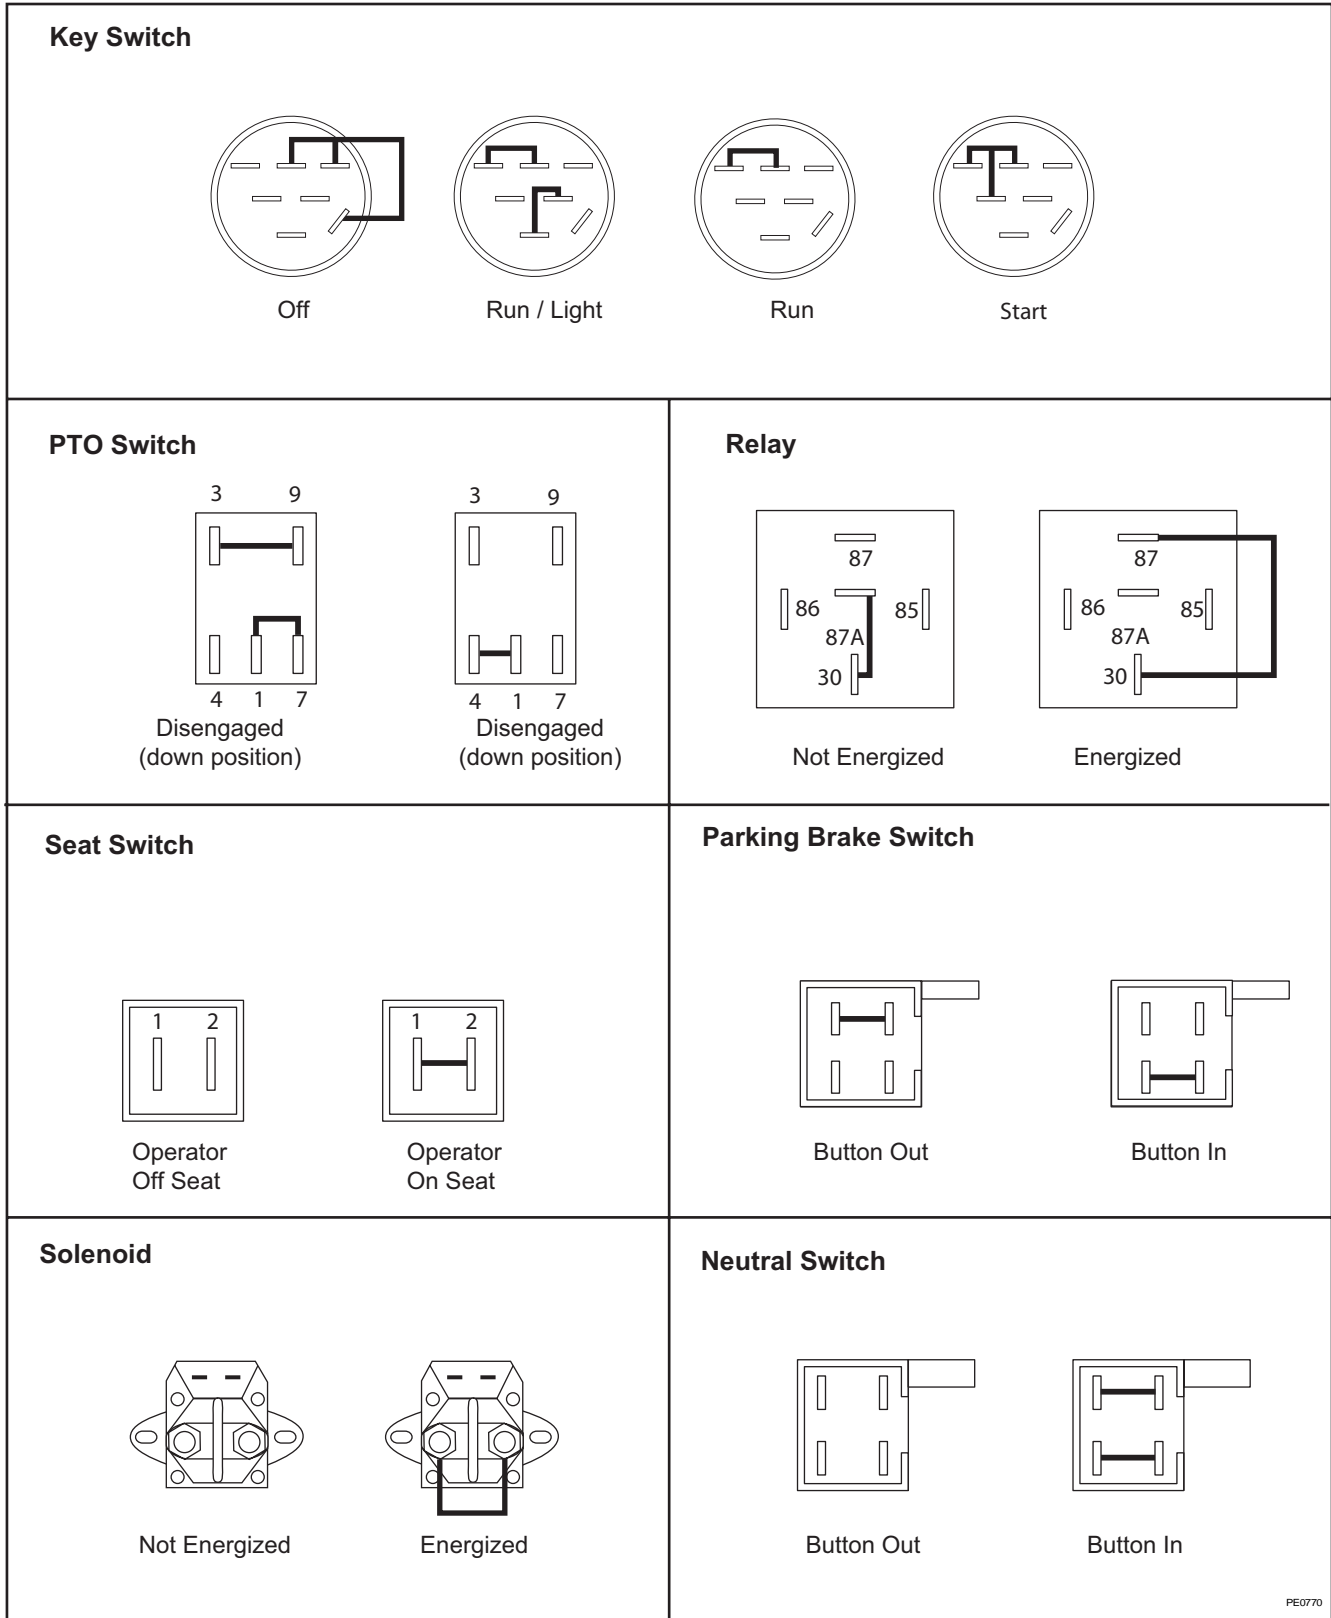 Key Switch
Off
Run / Light
Run
Start
PTO Switch
3 9
4 1 7
Disengaged
(down position)
3 9
4 1 7
Disengaged
(down position)
Relay
87
86
85
87A
30
Not Energized
87
86
85
87A
30
Energized
Seat Switch
1 2
Operator
Off Seat
1 2
Operator
On Seat
Parking Brake Switch
Button Out
Button In
Solenoid
Not Energized
Energized
Neutral Switch
Button Out
Button In
PE0770